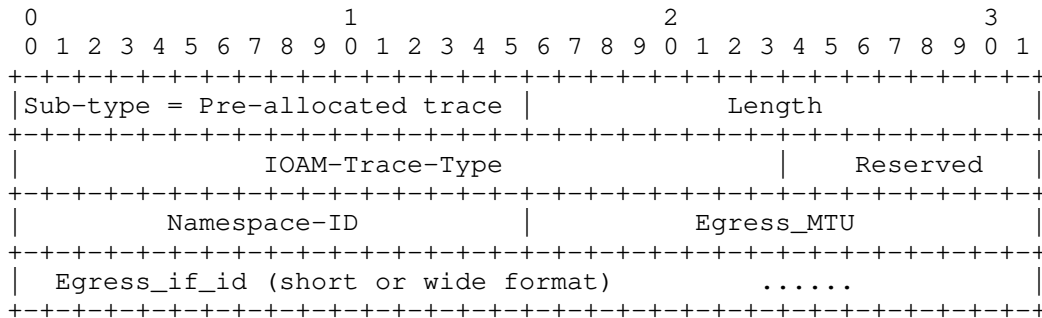 0                   1                   2                   3
0 1 2 3 4 5 6 7 8 9 0 1 2 3 4 5 6 7 8 9 0 1 2 3 4 5 6 7 8 9 0 1
+-+-+-+-+-+-+-+-+-+-+-+-+-+-+-+-+-+-+-+-+-+-+-+-+-+-+-+-+-+-+-+-+
|Sub-type = Pre-allocated trace |             Length            |
+-+-+-+-+-+-+-+-+-+-+-+-+-+-+-+-+-+-+-+-+-+-+-+-+-+-+-+-+-+-+-+-+
|               IOAM-Trace-Type                 |    Reserved   |
+-+-+-+-+-+-+-+-+-+-+-+-+-+-+-+-+-+-+-+-+-+-+-+-+-+-+-+-+-+-+-+-+
|         Namespace-ID          |          Egress_MTU           |
+-+-+-+-+-+-+-+-+-+-+-+-+-+-+-+-+-+-+-+-+-+-+-+-+-+-+-+-+-+-+-+-+
|  Egress_if_id (short or wide format)         ......           |
+-+-+-+-+-+-+-+-+-+-+-+-+-+-+-+-+-+-+-+-+-+-+-+-+-+-+-+-+-+-+-+-+